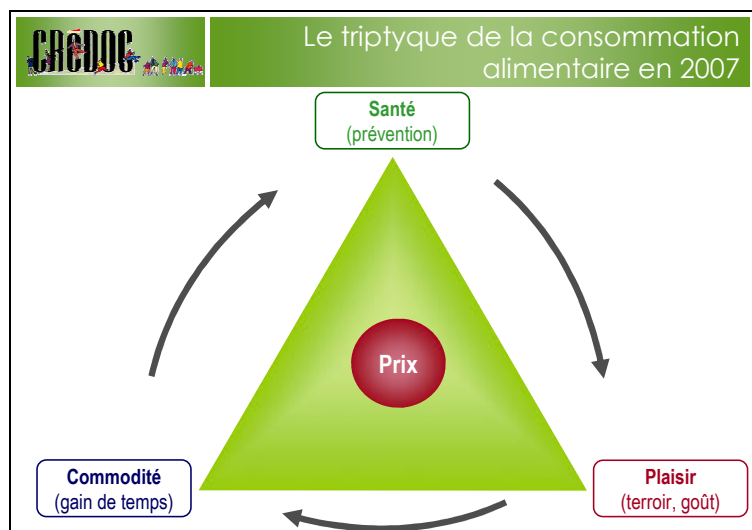 CRéDOC
Le triptyque de la consommation
alimentaire en 2007
Santé
(prévention)
Prix
Commodité
(gain de temps)
Plaisir
(terroir, goût)